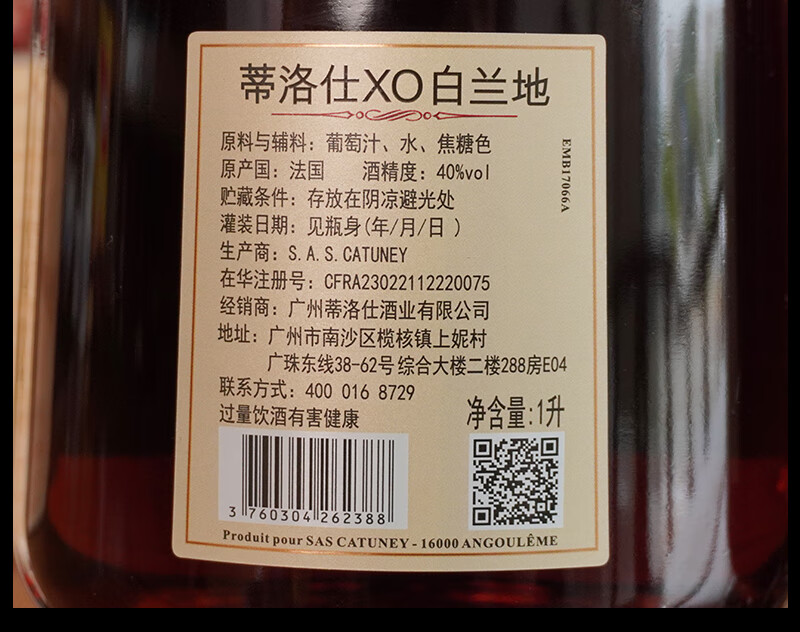 蒂洛仕XO白兰地
原料与辅料：葡萄汁、水、焦糖色
原产国：法国 酒精度：40%vol
贮藏条件：存放在阴凉避光处
灌装日期：见瓶身(年/月/日 )
生产商：S.A.S.CATUNEY
在华注册号：CFRA23022112220075
经销商：广州蒂洛仕酒业有限公司
地址：广州市南沙区榄核镇上妮村
广珠东线38-62号综合大楼二楼288房E04
联系方式：400 016 8729
过量饮酒有害健康
净含量:1升
EMB17066A
3 760304 262388
Produit pour SAS CATUNEY - 16000 ANGOULÊME